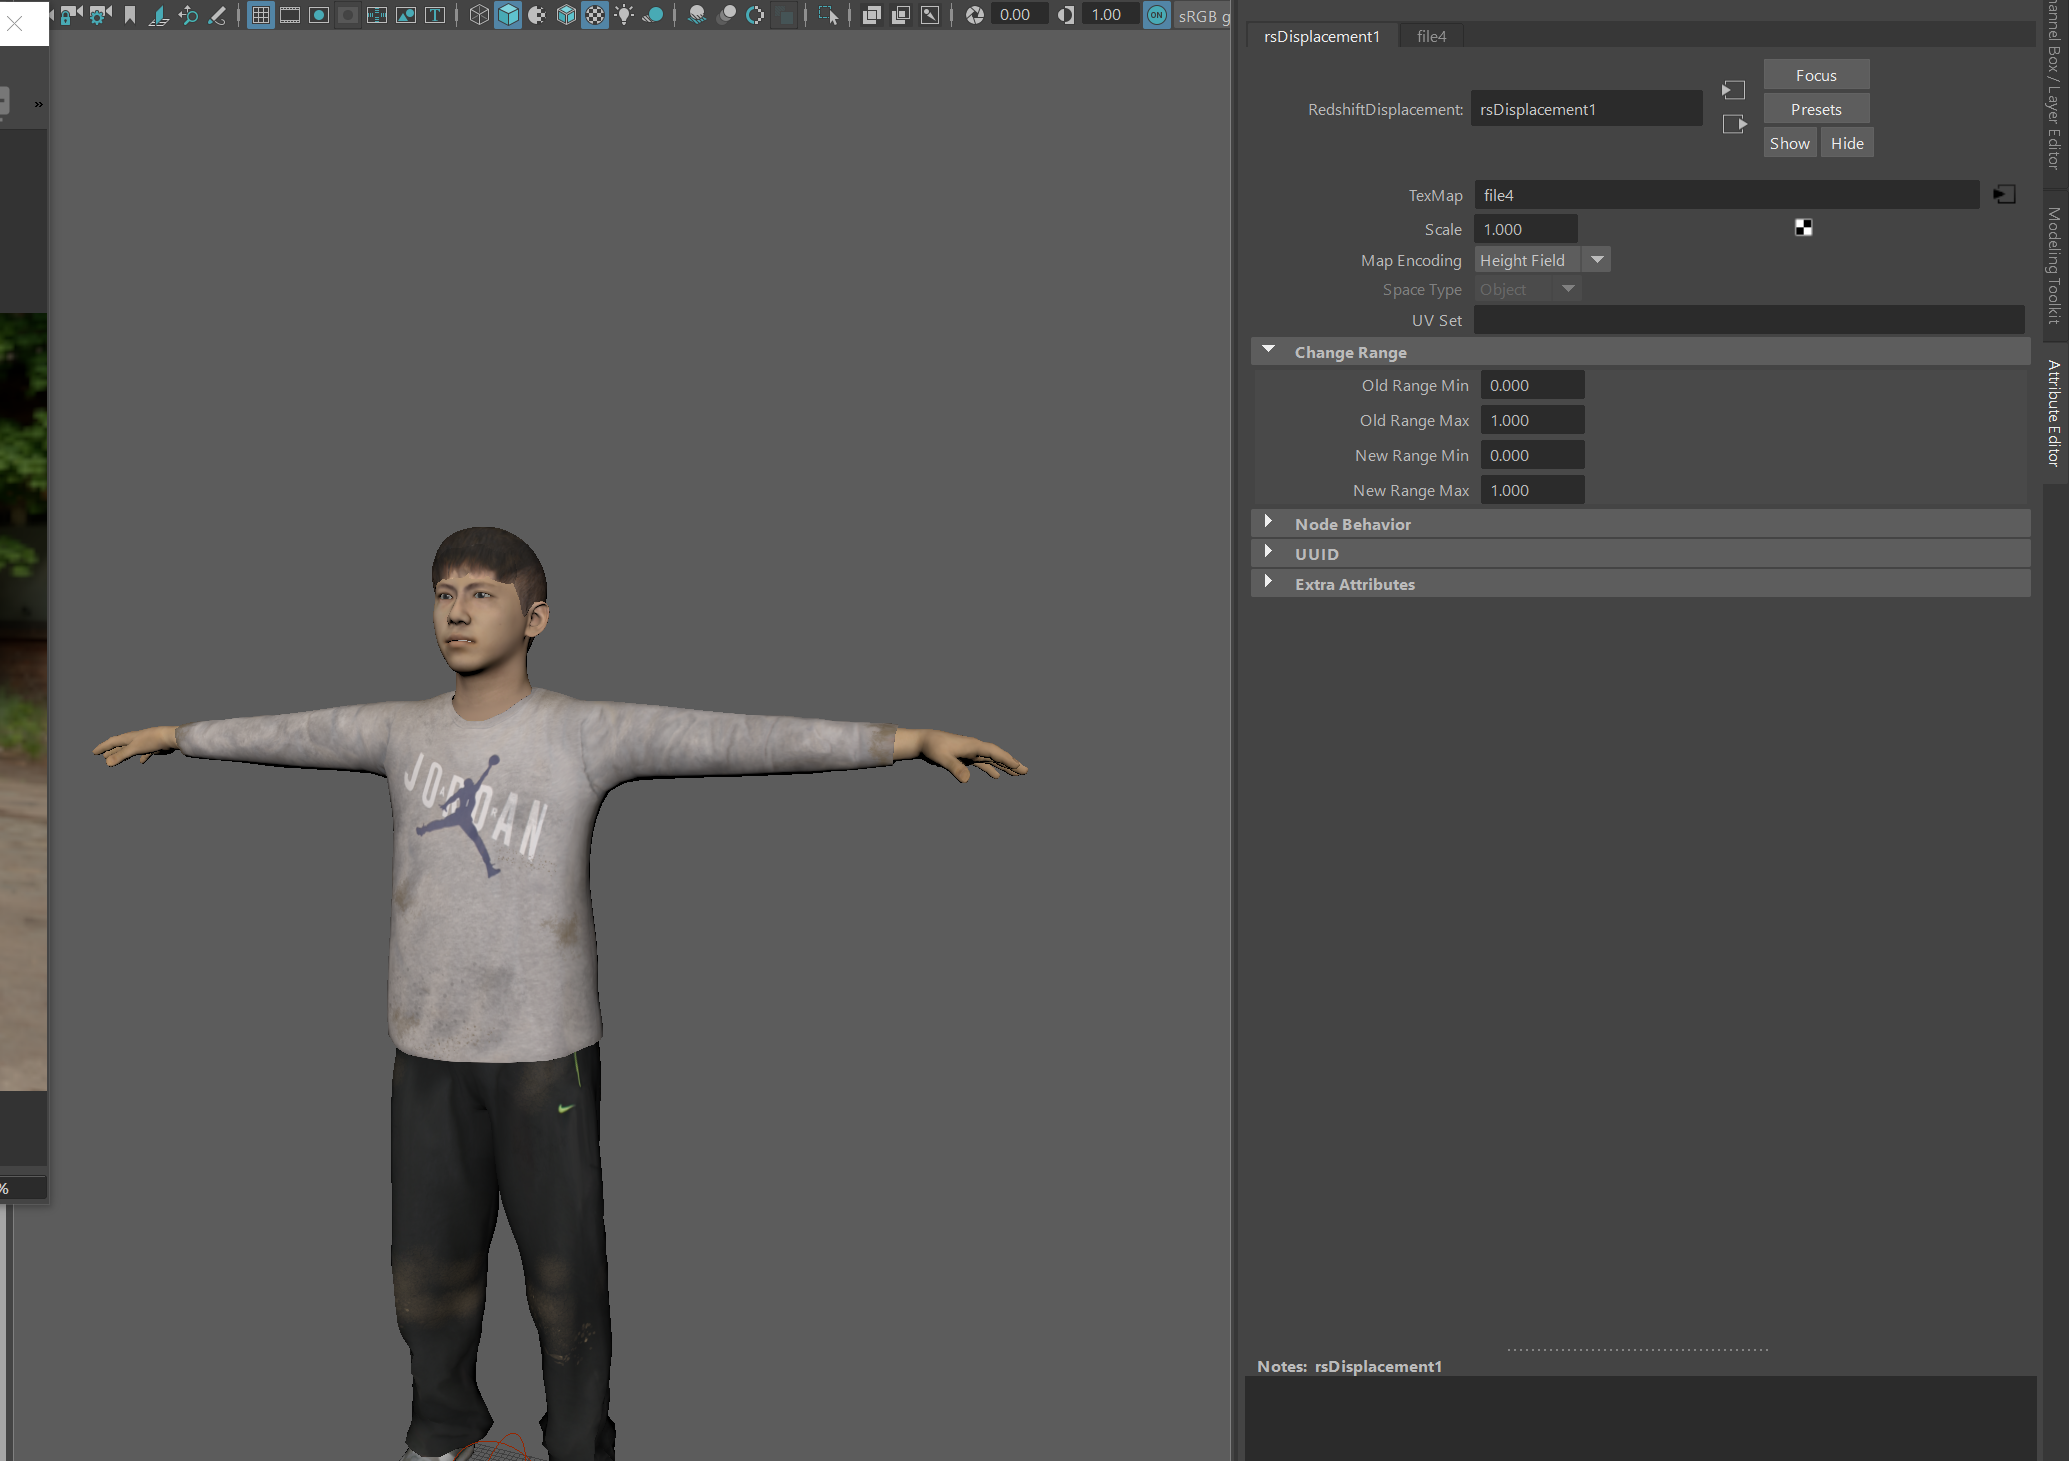 0.00
1.00
ON
sRGB g
rsDisplacement1
file4
RedshiftDisplacement:
rsDisplacement1
Focus
Presets
Show
Hide
TexMap
file4
Scale
1.000
Map Encoding
Height Field
Space Type
Object
UV Set
Change Range
Old Range Min
0.000
Old Range Max
1.000
New Range Min
0.000
New Range Max
1.000
Node Behavior
UUID
Extra Attributes
Notes: rsDisplacement1
hannel Box / Layer Editor
Modeling Toolkit
Attribute Editor
JORDAN
%